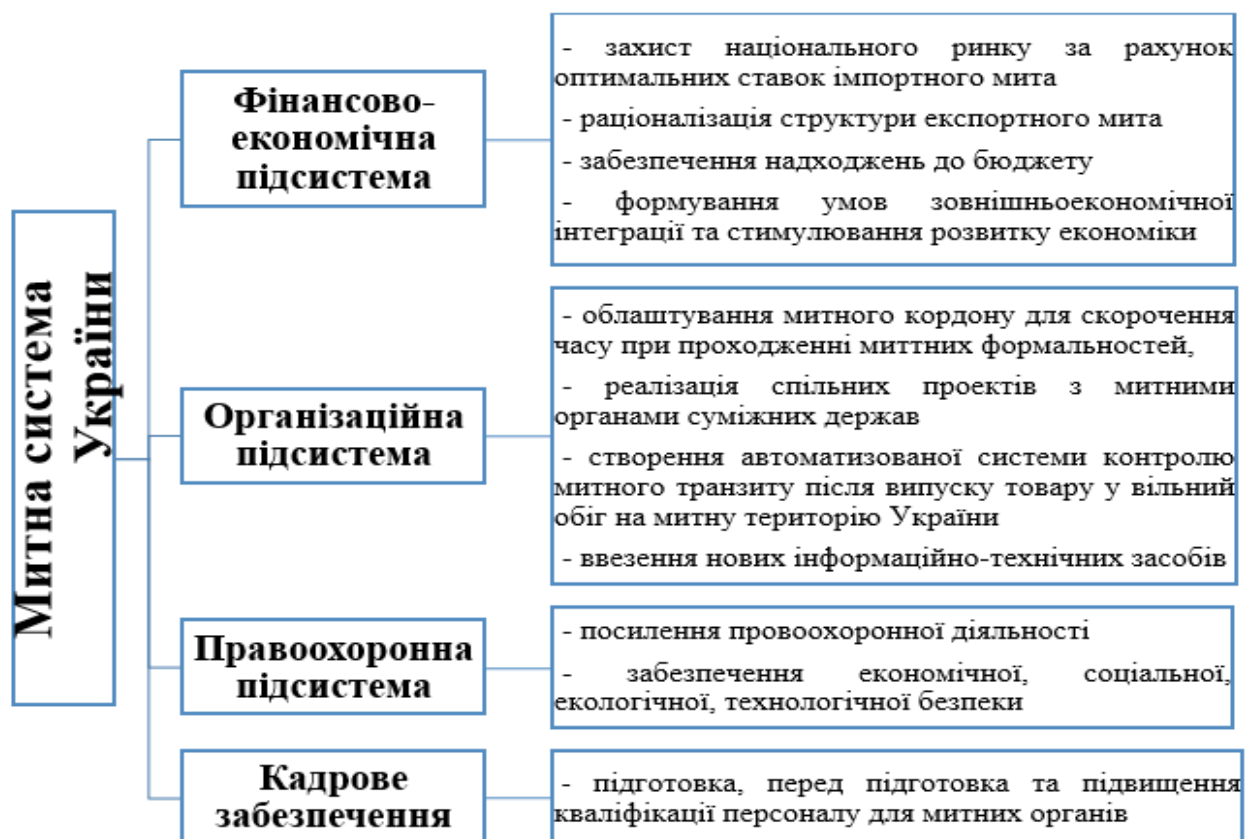 Митна система
України
Фінансово-
економічна
підсистема
- захист національного ринку за рахунок
оптимальних ставок імпортного мита
- раціоналізація структури експортного мита
- забезпечення надходжень до бюджету
- формування умов зовнішньоекономічної
інтеграції та стимулювання розвитку економіки
Організаційна
підсистема
- облаштування митного кордону для скорочення
часу при проходженні миттних формальностей,
- реалізація спільних проектів з митними
органами суміжних держав
- створення автоматизованої системи контролю
митного транзиту після випуску товару у вільний
обіг на митну територію України
- ввезення нових інформаційно-технічних засобів
Правоохоронна
підсистема
- посилення провоохоронної діяльності
- забезпечення економічної, соціальної,
екологічної, технологічної безпеки
Кадрове
забезпечення
- підготовка, перед підготовка та підвищення
кваліфікації персоналу для митних органів